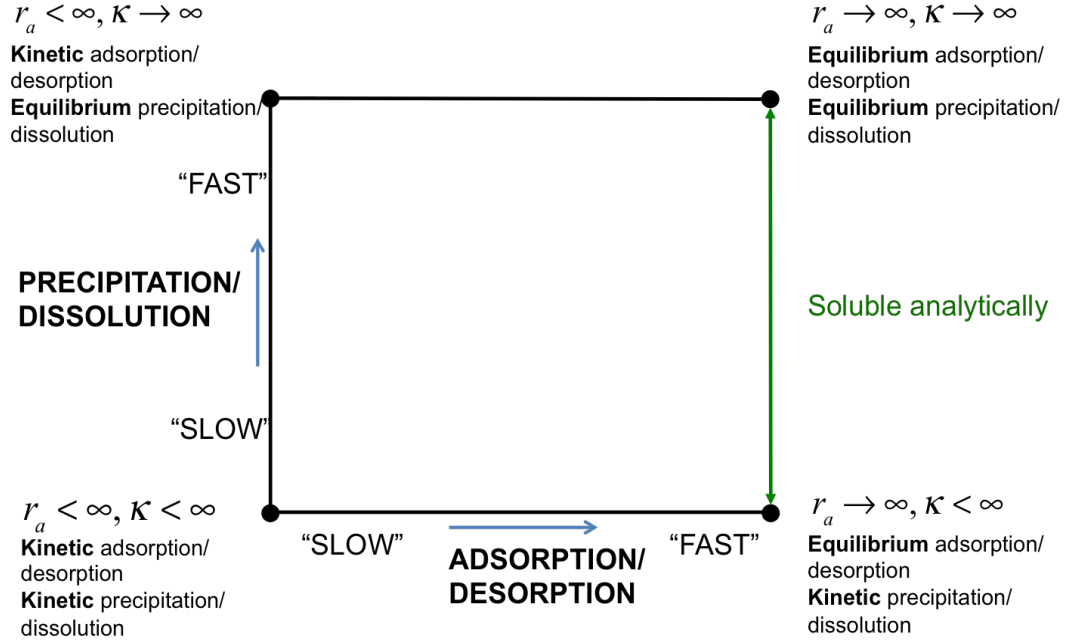 r_a < ∞, κ → ∞
Kinetic adsorption/
desorption
Equilibrium precipitation/
dissolution
r_a → ∞, κ → ∞
Equilibrium adsorption/
desorption
Equilibrium precipitation/
dissolution
“FAST”
PRECIPITATION/
DISSOLUTION
Soluble analytically
“SLOW”
r_a < ∞, κ < ∞
Kinetic adsorption/
desorption
Kinetic precipitation/
dissolution
“SLOW”
ADSORPTION/
DESORPTION
“FAST”
r_a → ∞, κ < ∞
Equilibrium adsorption/
desorption
Kinetic precipitation/
dissolution